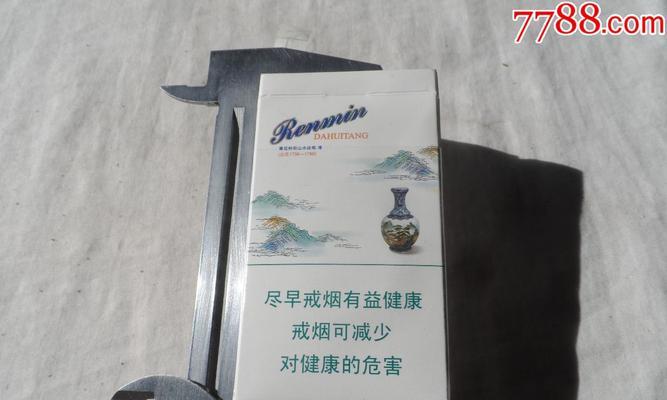 7788.com
Renmin
DAHUITANG
尽早戒烟有益健康
戒烟可减少
对健康的危害